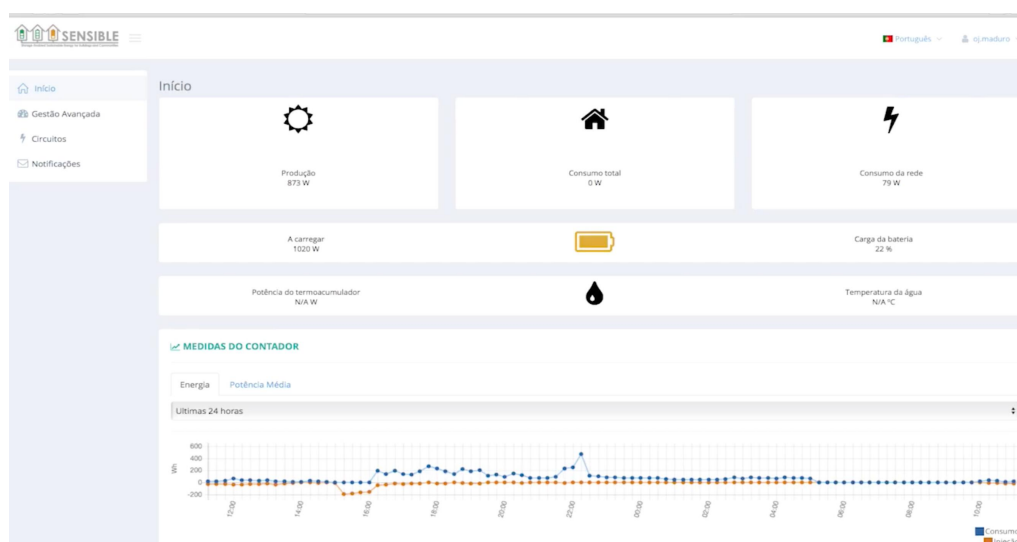 SENSIBLE
Português
oj.maduro
Início
Gestão Avançada
Circuitos
Notificações
Início
Produção
873 W
Consumo total
0 W
Consumo da rede
79 W
A carregar
1020 W
Carga da bateria
22 %
Potência do termoacumulador
N/A W
Temperatura da água
N/A °C
MEDIDAS DO CONTADOR
Energia
Potência Média
Ultimas 24 horas
600
400
200
0
-200
Wh
12:00
14:00
16:00
18:00
20:00
22:00
00:00
02:00
04:00
06:00
08:00
10:00
Consumo
Injeção